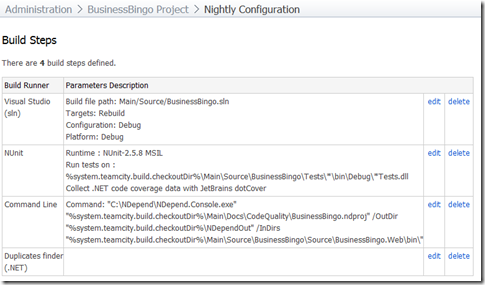 Administration > BusinessBingo Project > Nightly Configuration
Build Steps
There are 4 build steps defined.
Build Runner Parameters Description
Visual Studio (sln)
Build file path: Main/Source/BusinessBingo.sln
Targets: Rebuild
Configuration: Debug
Platform: Debug
edit delete
NUnit
Runtime : NUnit-2.5.8 MSIL
Run tests on :
%system.teamcity.build.checkoutDir%\Main\Source\BusinessBingo\Tests\*\bin\Debug\*Tests.dll
Collect .NET code coverage data with JetBrains dotCover
edit delete
Command Line
Command: "C:\NDepend\NDepend.Console.exe"
"%system.teamcity.build.checkoutDir%\Main\Docs\CodeQuality\BusinessBingo.ndproj" /OutDir
"%system.teamcity.build.checkoutDir%\NDependOut" /InDirs
"%system.teamcity.build.checkoutDir%\Main\Source\BusinessBingo\Source\BusinessBingo.Web\bin\"
edit delete
Duplicates finder (.NET)
edit delete